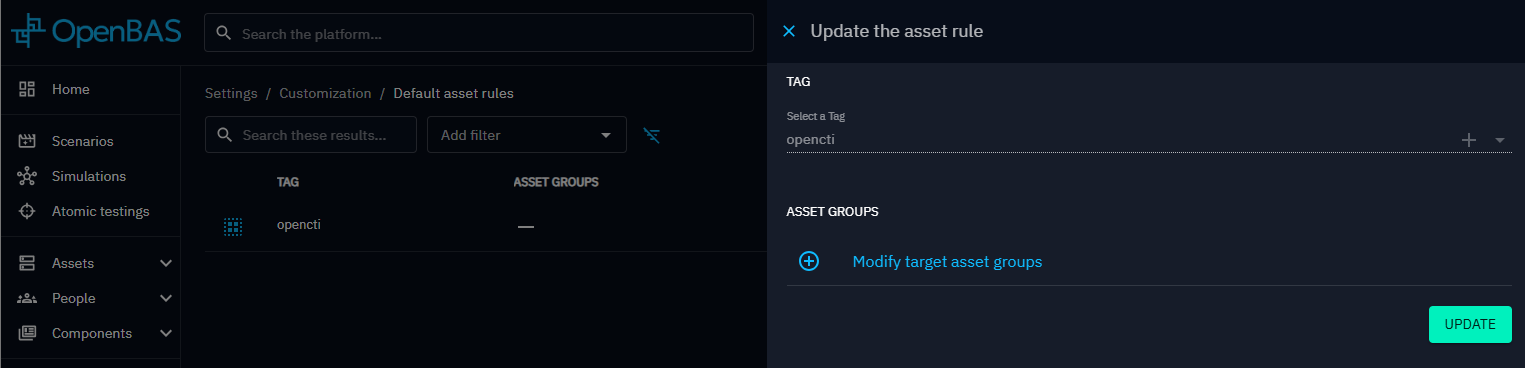 OpenBAS
Search the platform...
Home
Scenarios
Simulations
Atomic testings
Assets
People
Components
Settings / Customization / Default asset rules
Search these results...
Add filter
TAG ASSET GROUPS
opencti —
Update the asset rule
TAG
Select a Tag
opencti
ASSET GROUPS
Modify target asset groups
UPDATE